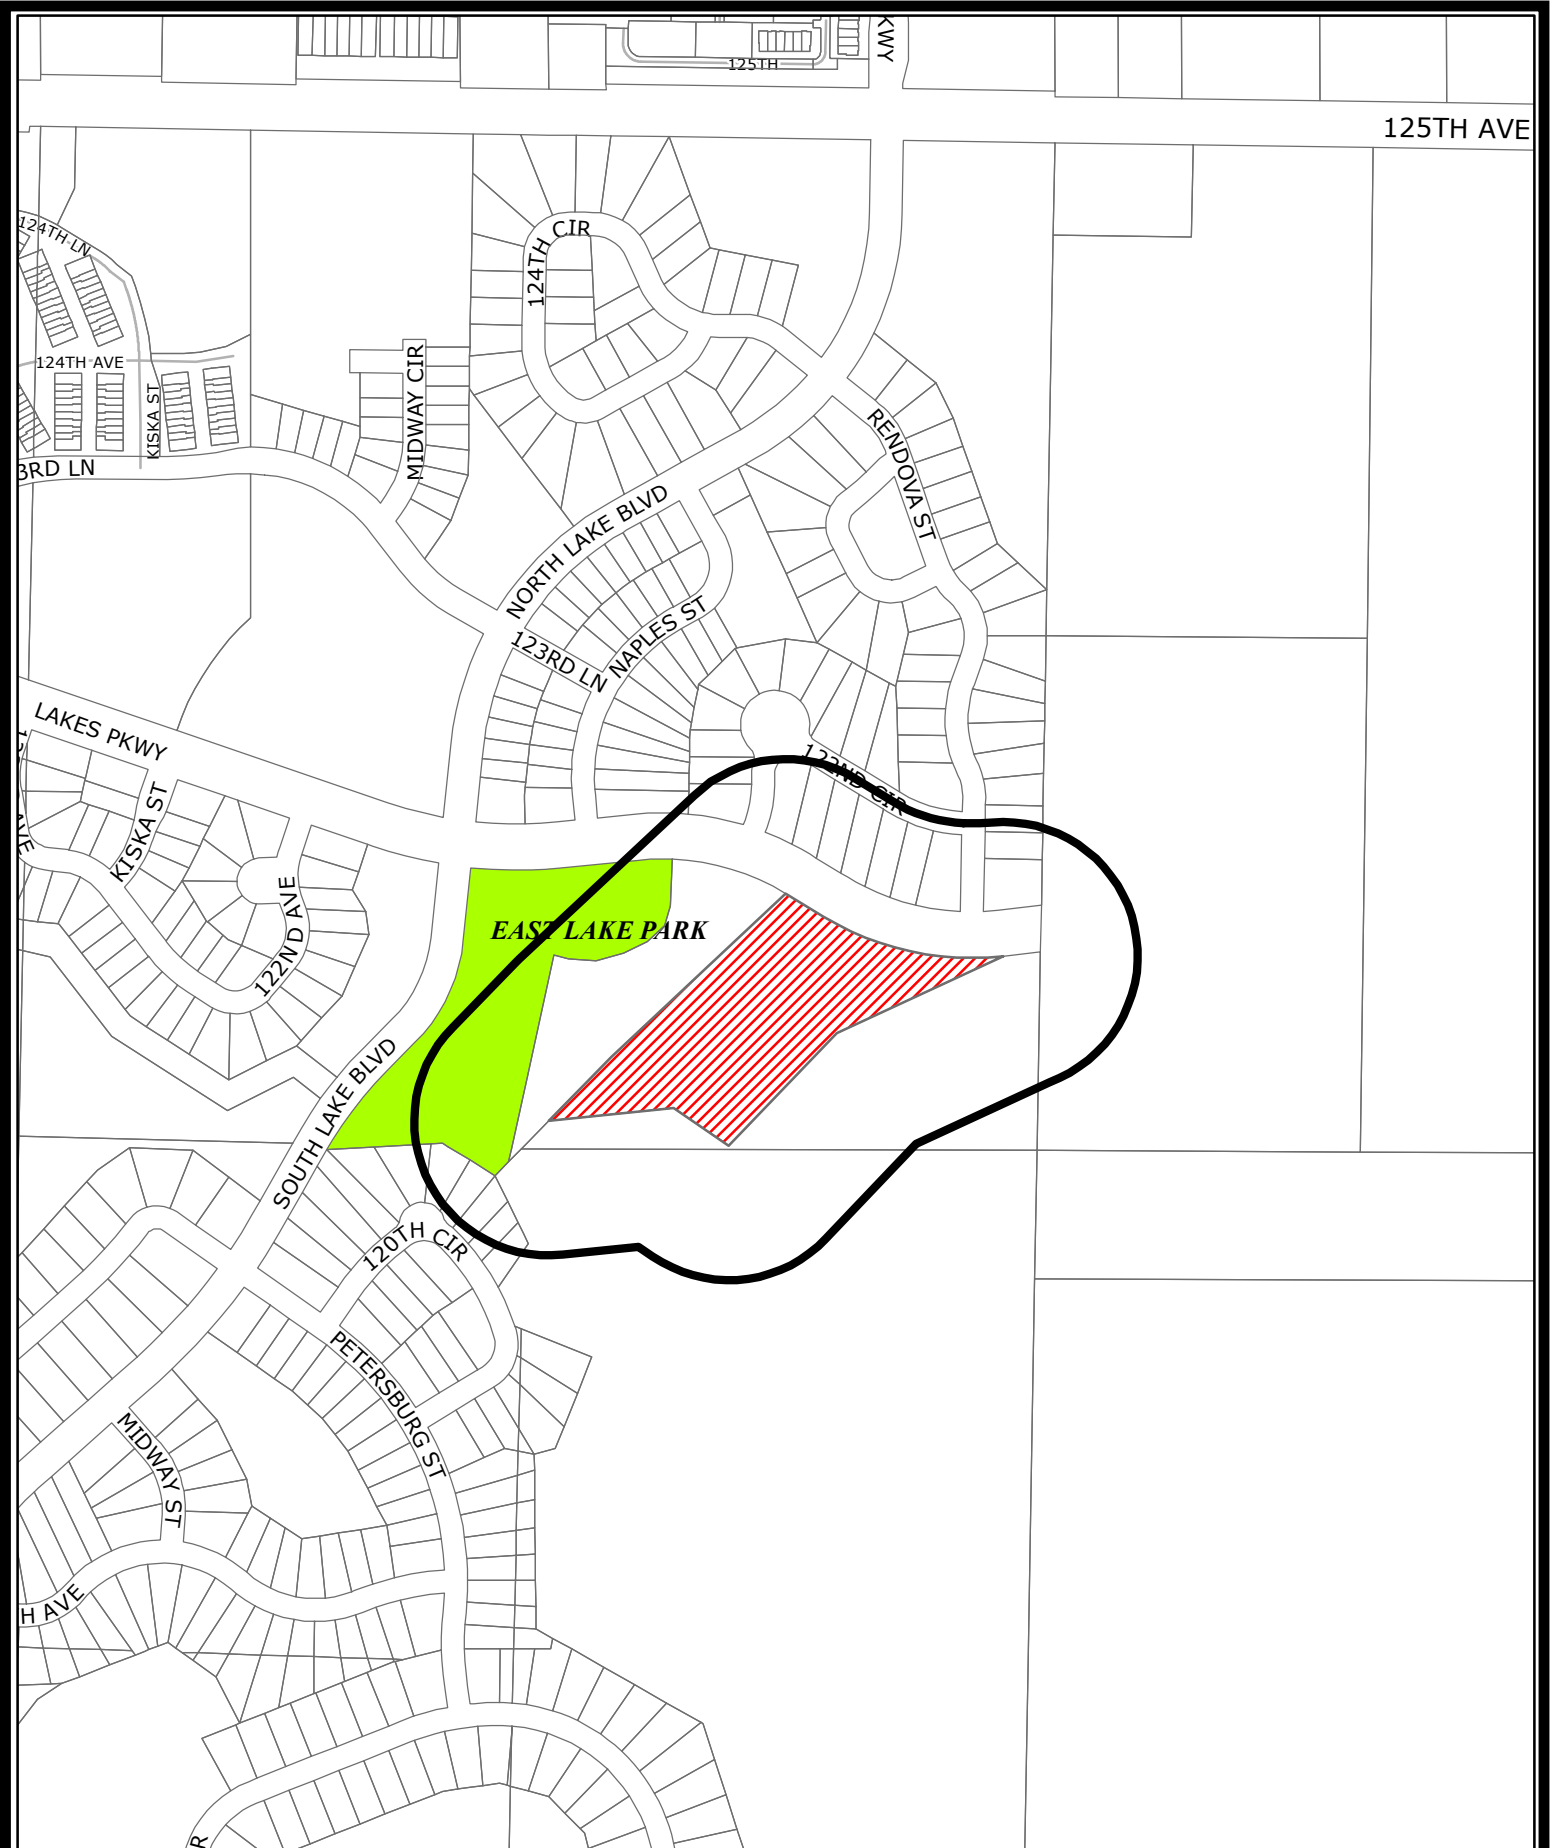 KWY
125TH
125TH AVE
124TH LN
124TH CIR
124TH AVE
KISKA ST
MIDWAY CIR
RENDOVA ST
3RD LN
NORTH LAKE BLVD
NAPLES ST
123RD LN
LAKES PKWY
122ND CIR
KISKA ST
AVE
122ND AVE
EAST LAKE PARK
SOUTH LAKE BLVD
120TH CIR
PETERSBURG ST
MIDWAY ST
H AVE
R